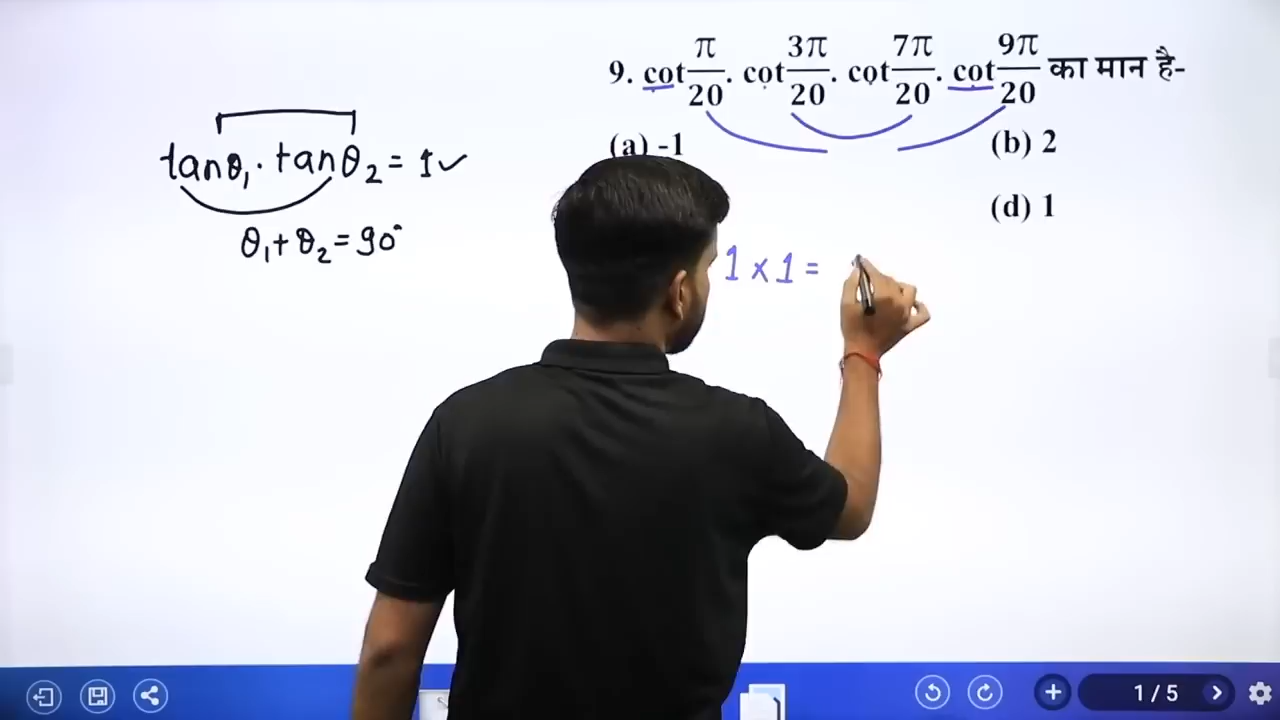 9. cot π/20 . cot 3π/20 . cot 7π/20 . cot 9π/20 का मान है-
(a) -1
(b) 2
(d) 1
tanθ₁ . tanθ₂ = 1 ✓
θ₁ + θ₂ = 90°
1 × 1 =
1 / 5